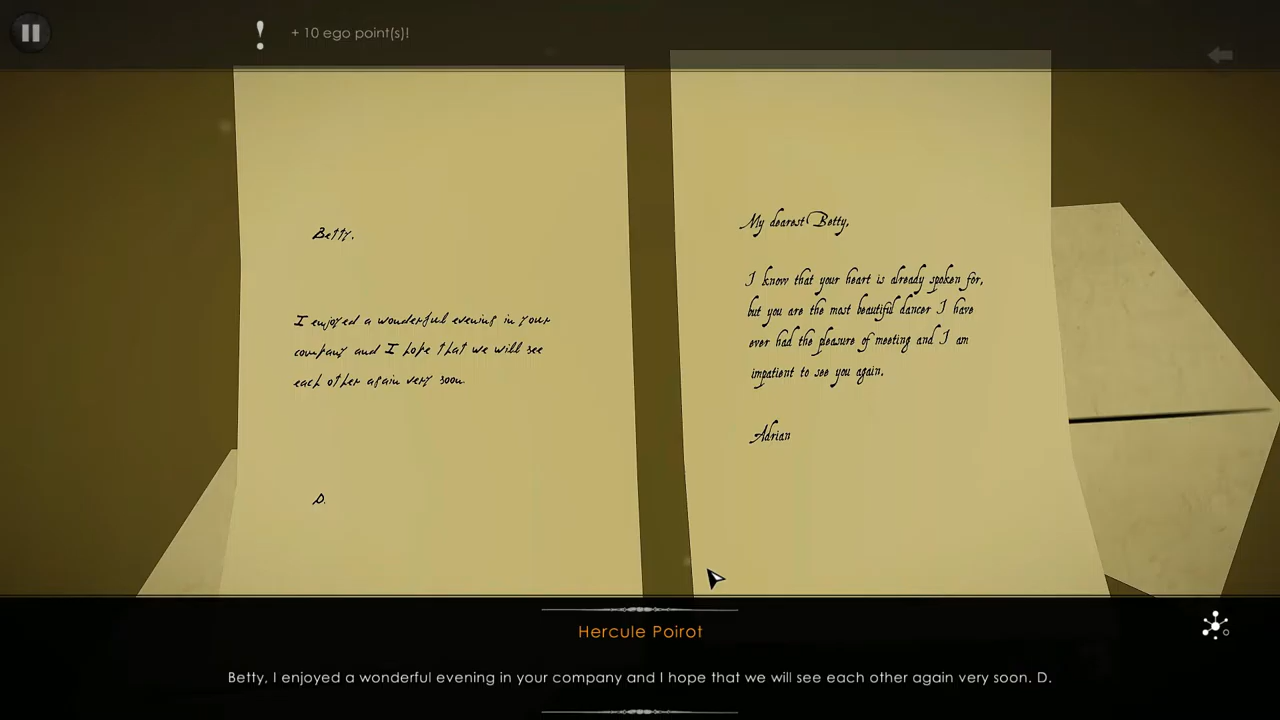 + 10 ego point(s)!
Betty.
I enjoyed a wonderful evening in your
company and I hope that we will see
each other again very soon.
D.
My dearest Betty,
I know that your heart is already spoken for,
but you are the most beautiful dancer I have
ever had the pleasure of meeting and I am
impatient to see you again.
Adrian
Hercule Poirot
Betty, I enjoyed a wonderful evening in your company and I hope that we will see each other again very soon. D.